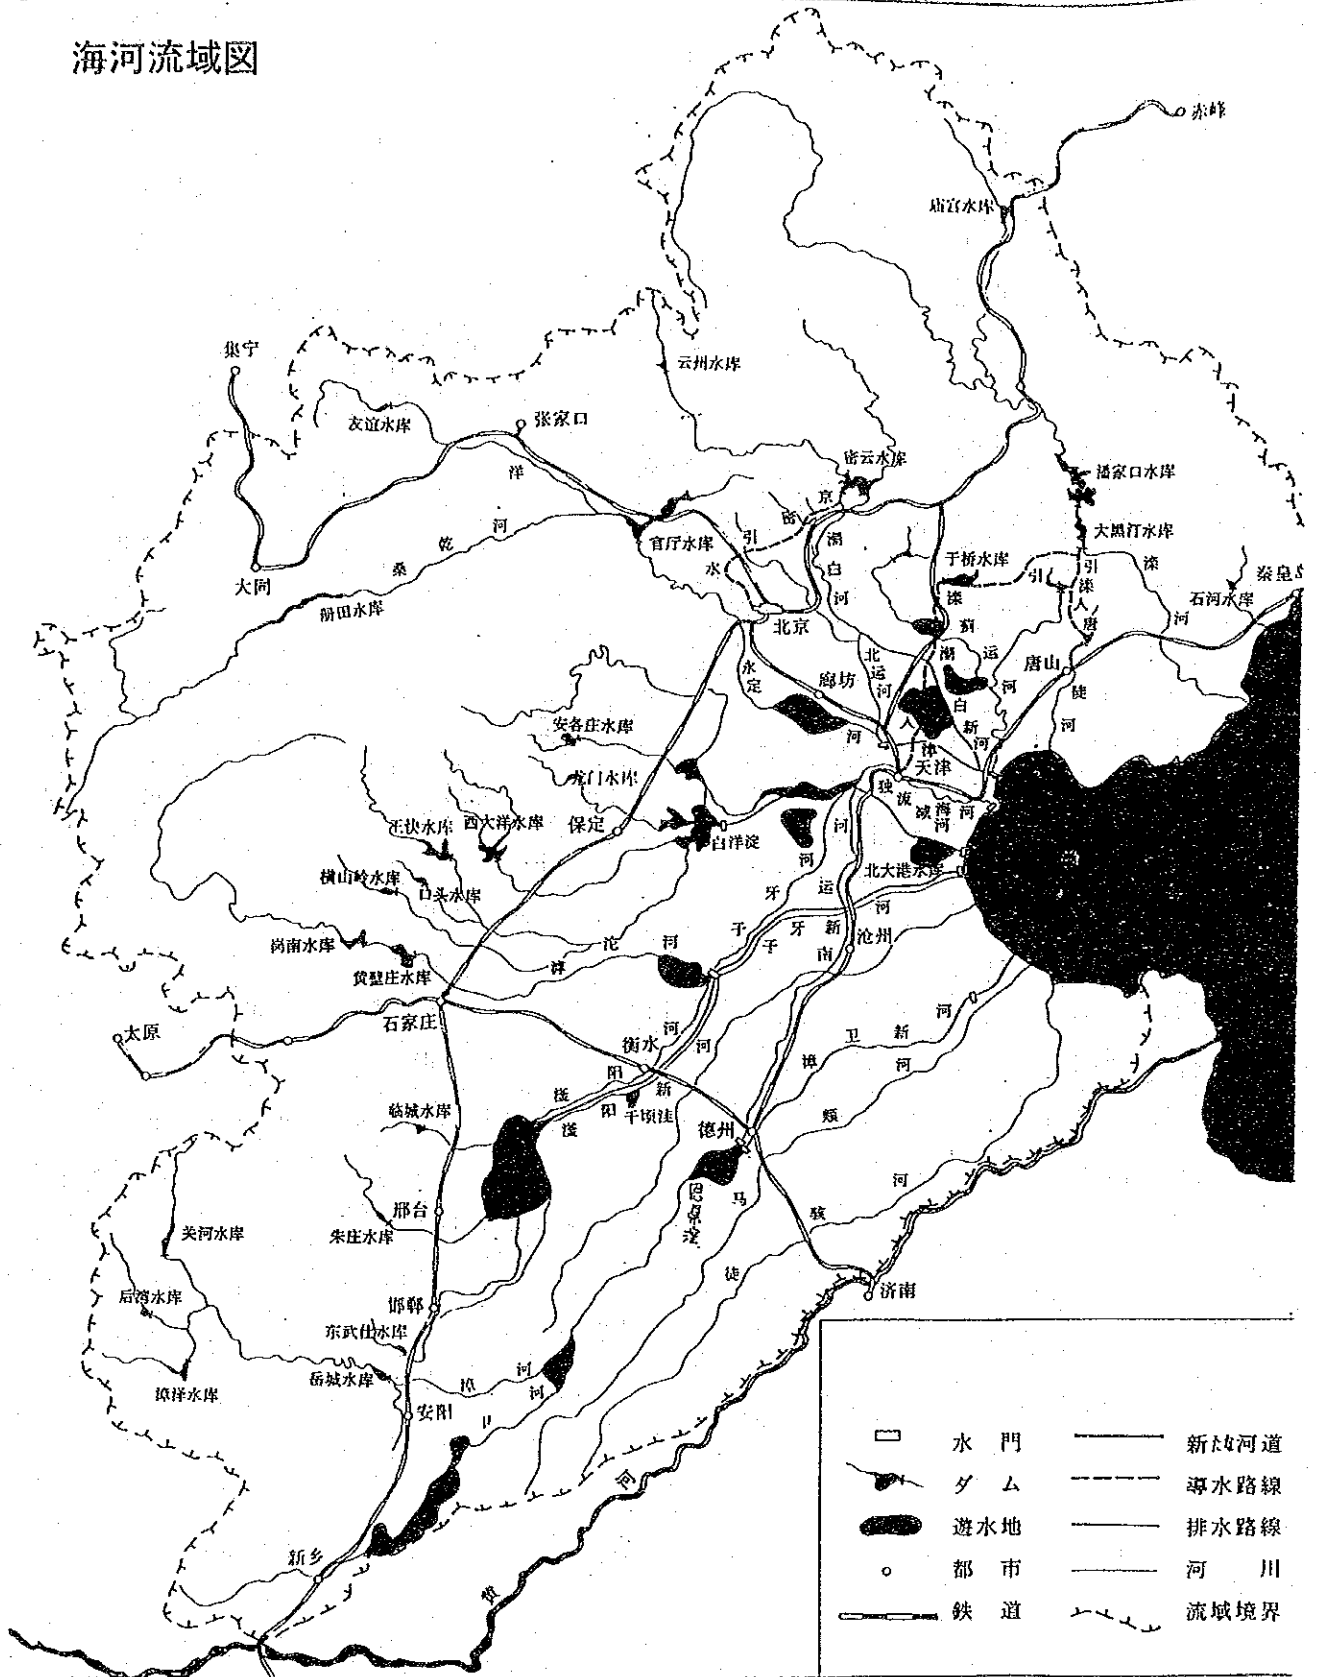 海河流域図
赤峰
庙宫水库
集宁
云州水库
友谊水库
张家口
密云水库
潘家口水库
洋
河
京
密
引
水
大黑汀水库
官厅水库
桑
乾
河
潮
白
河
于桥水库
引
滦
入
唐
引
滦
河
秦皇岛
石河水库
大同
册田水库
北京
滦
蓟
运
河
唐山
陡
河
永
定
河
北
运
河
廊坊
潮
白
新
河
入
津
安各庄水库
龙门水库
天津
独
流
减
河
海
河
王快水库
西大洋水库
保定
白洋淀
北大港水库
横山岭水库
口头水库
子
牙
河
子
牙
新
河
南
运
河
沧州
岗南水库
黄壁庄水库
滹
沱
河
太原
石家庄
衡水
滏
阳
河
滏
阳
新
河
千顷洼
漳
卫
新
河
临城水库
德州
马
颊
河
恩县洼
邢台
朱庄水库
关河水库
徒
骇
河
后湾水库
邯郸
济南
东武仕水库
岳城水库
漳
河
漳泽水库
安阳
卫
河
新乡
黄
河
水門
ダム
遊水地
都市
鉄道
新設河道
導水路線
排水路線
河川
流域境界